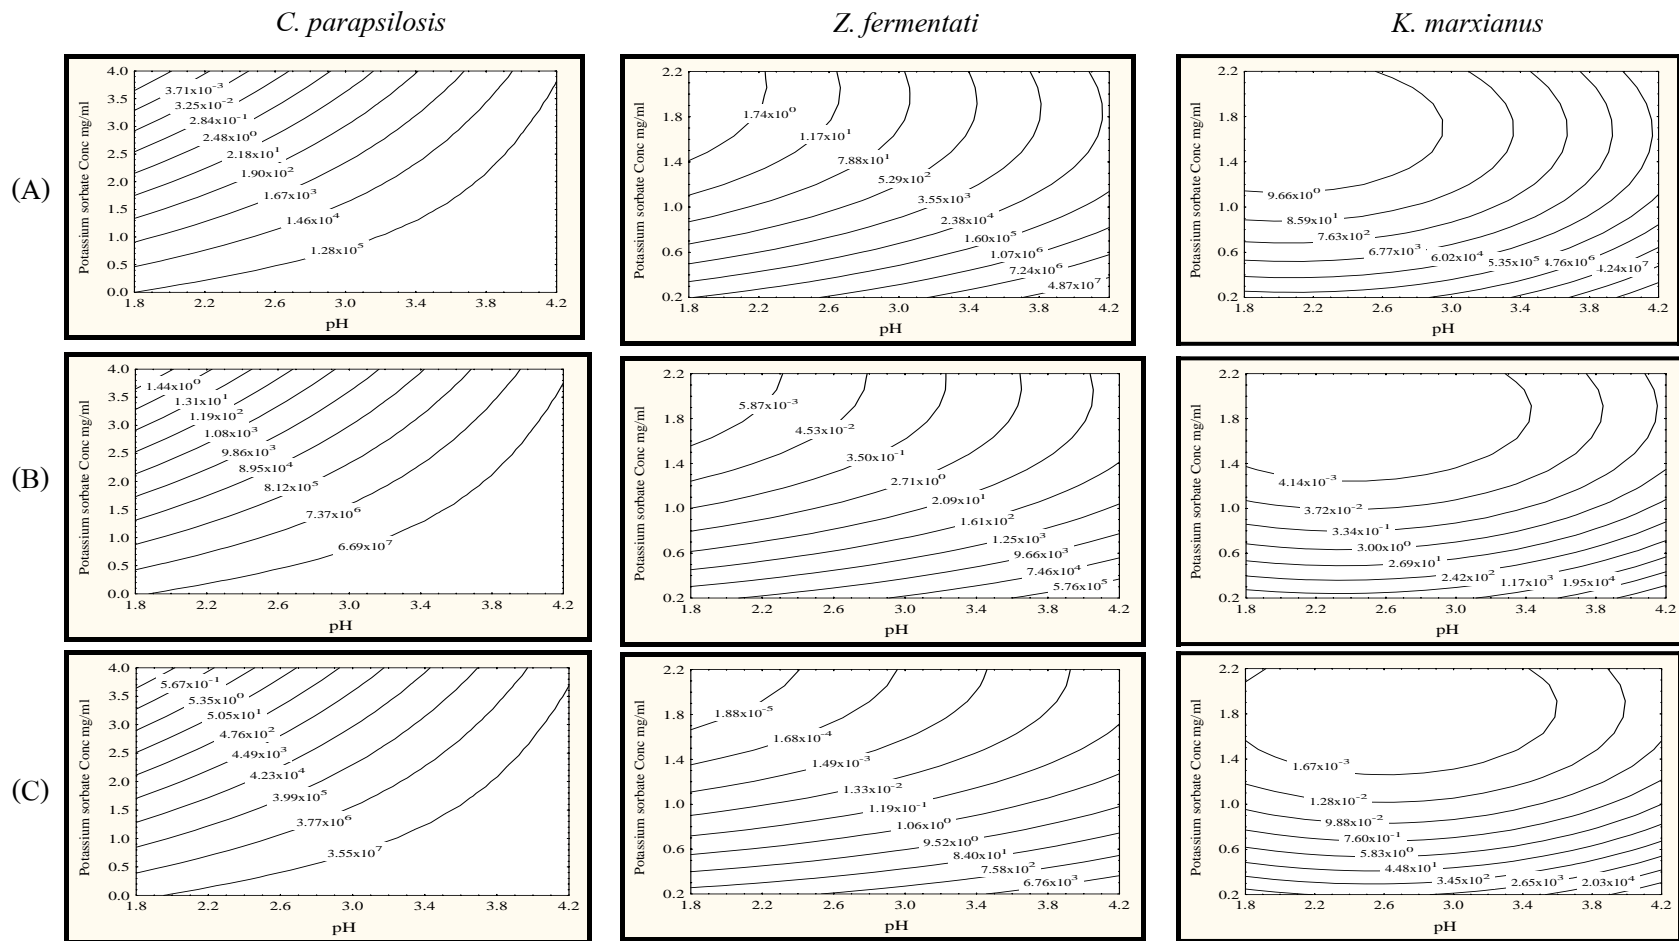 C. parapsilosis
Z. fermentati
K. marxianus
(A)
Potassium sorbate Conc mg/ml
4.0
3.5
3.0
2.5
2.0
1.5
1.0
0.5
0.0
3.71x10⁻³
3.25x10⁻²
2.84x10⁻¹
2.48x10⁰
2.18x10¹
1.90x10²
1.67x10³
1.46x10⁴
1.28x10⁵
1.8 2.2 2.6 3.0 3.4 3.8 4.2
pH
Potassium sorbate Conc mg/ml
2.2
1.8
1.4
1.0
0.6
0.2
1.74x10⁰
1.17x10¹
7.88x10¹
5.29x10²
3.55x10³
2.38x10⁴
1.60x10⁵
1.07x10⁶
7.24x10⁶
4.87x10⁷
1.8 2.2 2.6 3.0 3.4 3.8 4.2
pH
Potassium sorbate Conc mg/ml
2.2
1.8
1.4
1.0
0.6
0.2
9.66x10⁰
8.59x10¹
7.63x10²
6.77x10³
6.02x10⁴
5.35x10⁵
4.76x10⁶
4.24x10⁷
1.8 2.2 2.6 3.0 3.4 3.8 4.2
pH
(B)
Potassium sorbate Conc mg/ml
4.0
3.5
3.0
2.5
2.0
1.5
1.0
0.5
0.0
1.44x10⁰
1.31x10¹
1.19x10²
1.08x10³
9.86x10³
8.95x10⁴
8.12x10⁵
7.37x10⁶
6.69x10⁷
1.8 2.2 2.6 3.0 3.4 3.8 4.2
pH
Potassium sorbate Conc mg/ml
2.2
1.8
1.4
1.0
0.6
0.2
5.87x10⁻³
4.53x10⁻²
3.50x10⁻¹
2.71x10⁰
2.09x10¹
1.61x10²
1.25x10³
9.66x10³
7.46x10⁴
5.76x10⁵
1.8 2.2 2.6 3.0 3.4 3.8 4.2
pH
Potassium sorbate Conc mg/ml
2.2
1.8
1.4
1.0
0.6
0.2
4.14x10⁻³
3.72x10⁻²
3.34x10⁻¹
3.00x10⁰
2.69x10¹
2.42x10²
1.17x10³
1.95x10⁴
1.8 2.2 2.6 3.0 3.4 3.8 4.2
pH
(C)
Potassium sorbate Conc mg/ml
4.0
3.5
3.0
2.5
2.0
1.5
1.0
0.5
0.0
5.67x10⁻¹
5.35x10⁰
5.05x10¹
4.76x10²
4.49x10³
4.23x10⁴
3.99x10⁵
3.77x10⁶
3.55x10⁷
1.8 2.2 2.6 3.0 3.4 3.8 4.2
pH
Potassium sorbate Conc mg/ml
2.2
1.8
1.4
1.0
0.6
0.2
1.88x10⁻⁵
1.68x10⁻⁴
1.49x10⁻³
1.33x10⁻²
1.19x10⁻¹
1.06x10⁰
9.52x10⁰
8.40x10¹
7.58x10²
6.76x10³
1.8 2.2 2.6 3.0 3.4 3.8 4.2
pH
Potassium sorbate Conc mg/ml
2.2
1.8
1.4
1.0
0.6
0.2
1.67x10⁻³
1.28x10⁻²
9.88x10⁻²
7.60x10⁻¹
5.83x10⁰
4.48x10¹
3.45x10²
2.65x10³
2.03x10⁴
1.8 2.2 2.6 3.0 3.4 3.8 4.2
pH